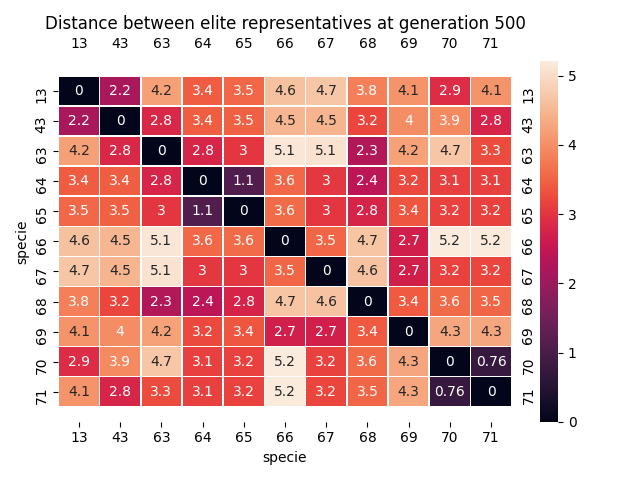 Distance between elite representatives at generation 500
13 43 63 64 65 66 67 68 69 70 71
13 0 2.2 4.2 3.4 3.5 4.6 4.7 3.8 4.1 2.9 4.1 13
43 2.2 0 2.8 3.4 3.5 4.5 4.5 3.2 4 3.9 2.8 43
63 4.2 2.8 0 2.8 3 5.1 5.1 2.3 4.2 4.7 3.3 63
64 3.4 3.4 2.8 0 1.1 3.6 3 2.4 3.2 3.1 3.1 64
65 3.5 3.5 3 1.1 0 3.6 3 2.8 3.4 3.2 3.2 65
66 4.6 4.5 5.1 3.6 3.6 0 3.5 4.7 2.7 5.2 5.2 66
67 4.7 4.5 5.1 3 3 3.5 0 4.6 2.7 3.2 3.2 67
68 3.8 3.2 2.3 2.4 2.8 4.7 4.6 0 3.4 3.6 3.5 68
69 4.1 4 4.2 3.2 3.4 2.7 2.7 3.4 0 4.3 4.3 69
70 2.9 3.9 4.7 3.1 3.2 5.2 3.2 3.6 4.3 0 0.76 70
71 4.1 2.8 3.3 3.1 3.2 5.2 3.2 3.5 4.3 0.76 0 71
13 43 63 64 65 66 67 68 69 70 71
specie
specie
5
4
3
2
1
0